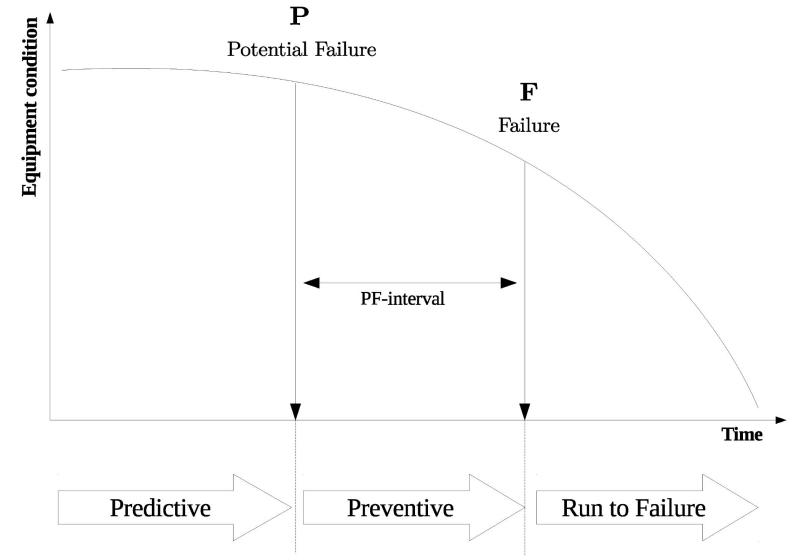 P
Potential Failure
Equipment condition
F
Failure
PF-interval
Time
Predictive
Preventive
Run to Failure